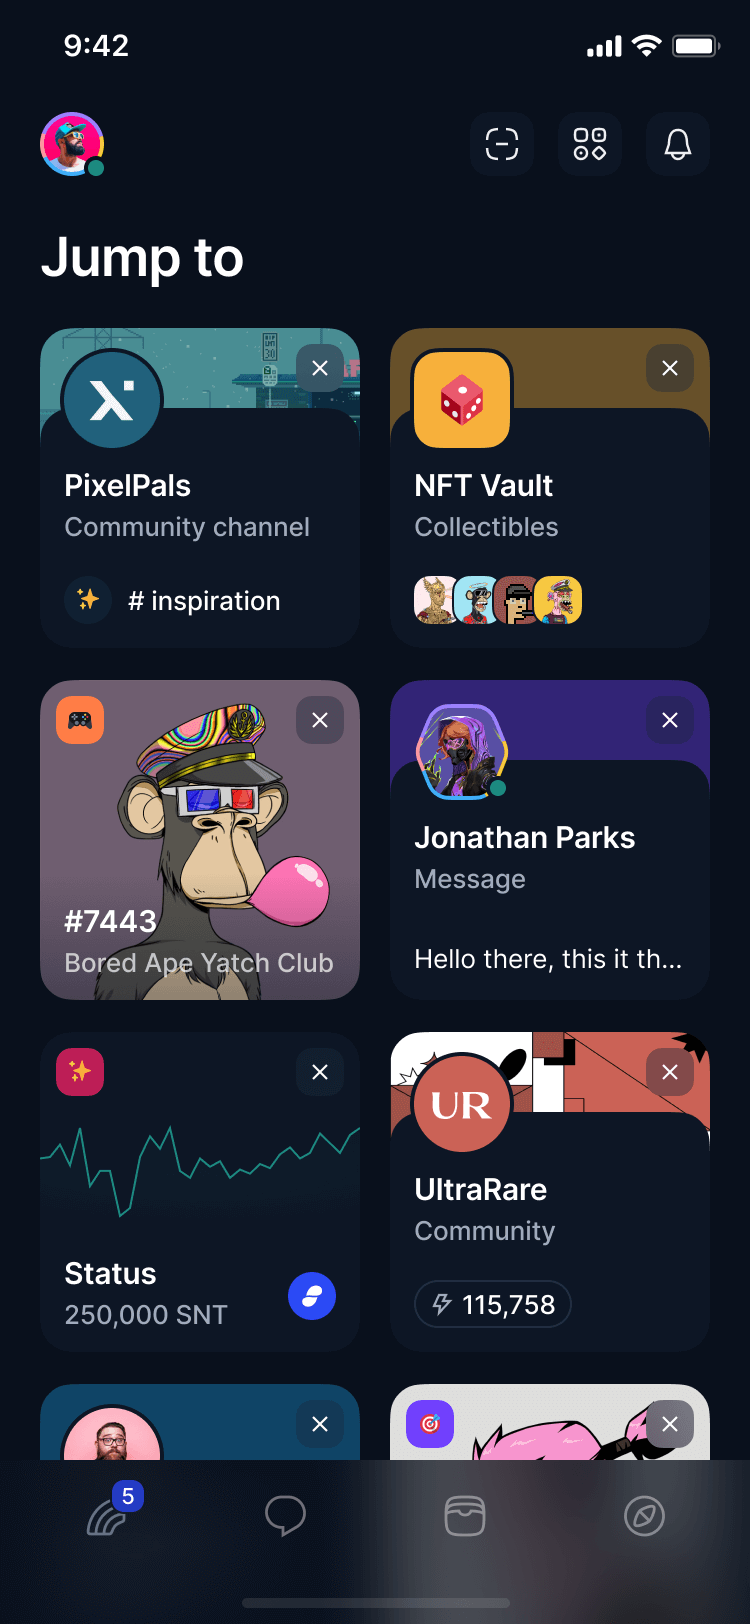 9:42
Jump to
PixelPals
Community channel
# inspiration
NFT Vault
Collectibles
#7443
Bored Ape Yatch Club
Jonathan Parks
Message
Hello there, this it th...
Status
250,000 SNT
UR
UltraRare
Community
115,758
5